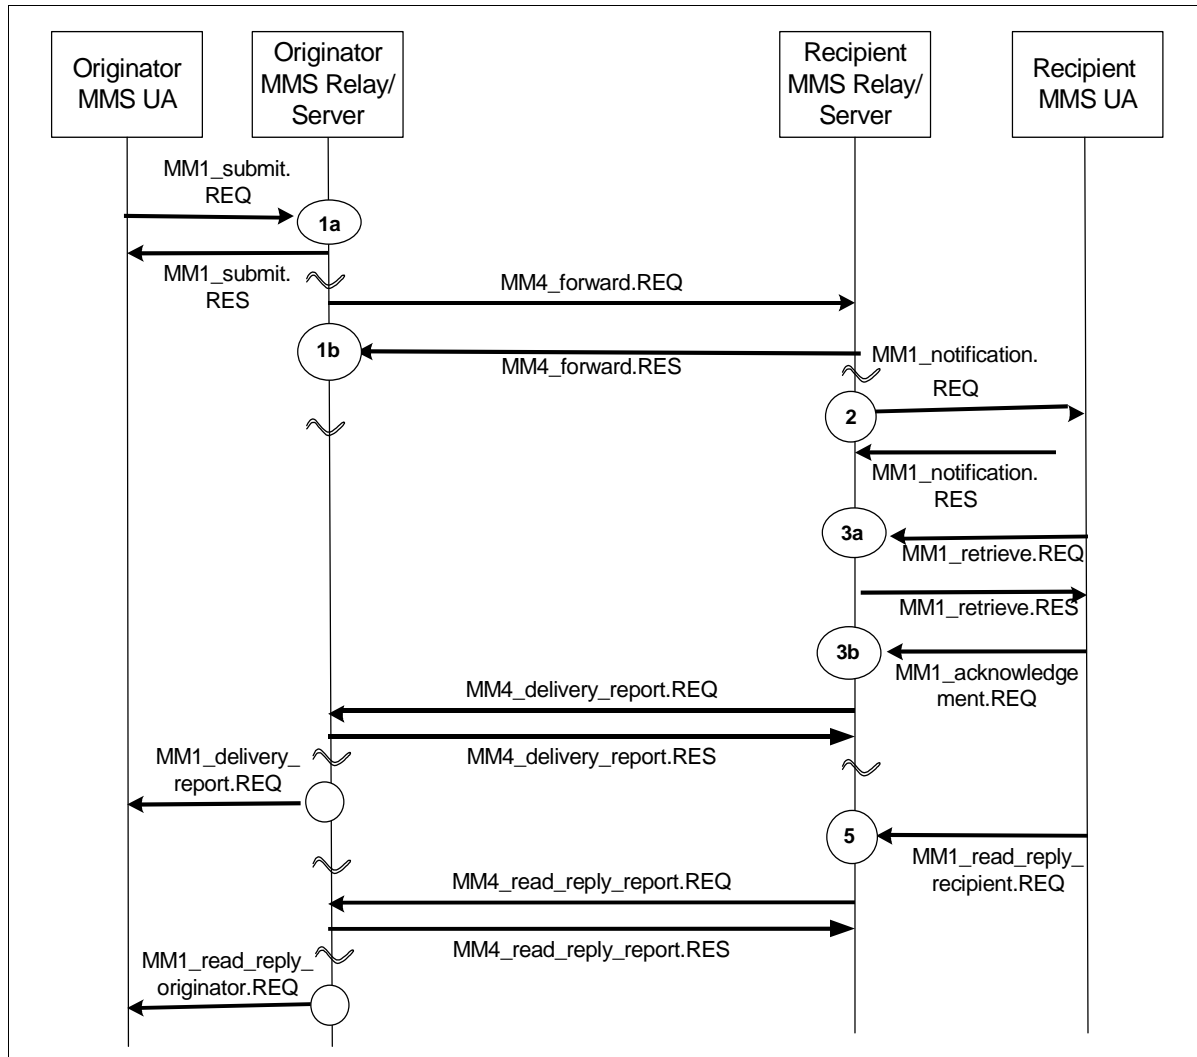 Originator
MMS UA
Originator
MMS Relay/
Server
Recipient
MMS Relay/
Server
Recipient
MMS UA
MM1_submit.
REQ
1a
MM1_submit.
RES
MM4_forward.REQ
1b
MM4_forward.RES
MM1_notification.
REQ
2
MM1_notification.
RES
3a
MM1_retrieve.REQ
MM1_retrieve.RES
3b
MM1_acknowledge
ment.REQ
MM4_delivery_report.REQ
MM4_delivery_report.RES
MM1_delivery_
report.REQ
5
MM1_read_reply_
recipient.REQ
MM4_read_reply_report.REQ
MM4_read_reply_report.RES
MM1_read_reply_
originator.REQ